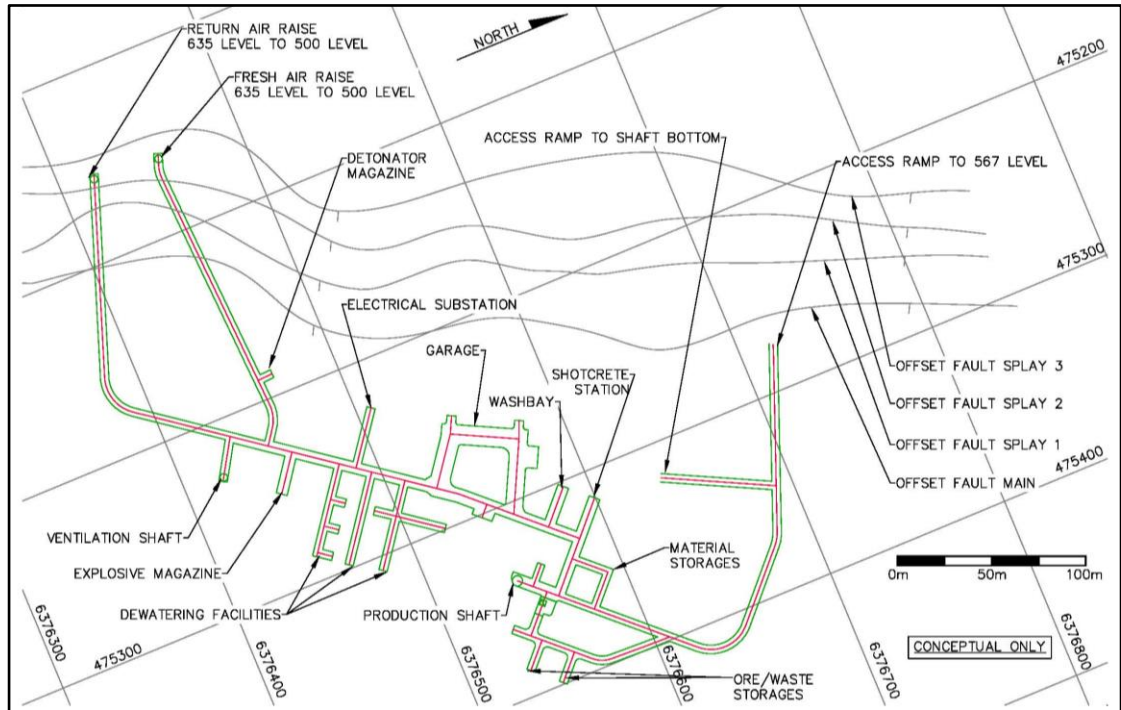 RETURN AIR RAISE
635 LEVEL TO 500 LEVEL
NORTH
475200
FRESH AIR RAISE
635 LEVEL TO 500 LEVEL
ACCESS RAMP TO SHAFT BOTTOM
DETONATOR
MAGAZINE
ACCESS RAMP TO 567 LEVEL
475300
ELECTRICAL SUBSTATION
GARAGE
SHOTCRETE
STATION
WASHBAY
OFFSET FAULT SPLAY 3
OFFSET FAULT SPLAY 2
OFFSET FAULT SPLAY 1
OFFSET FAULT MAIN
475400
VENTILATION SHAFT
EXPLOSIVE MAGAZINE
DEWATERING FACILITIES
PRODUCTION SHAFT
MATERIAL
STORAGES
0m 50m 100m
CONCEPTUAL ONLY
ORE/WASTE
STORAGES
6376300
475300
6376400
6376500
6376600
6376700
6376800